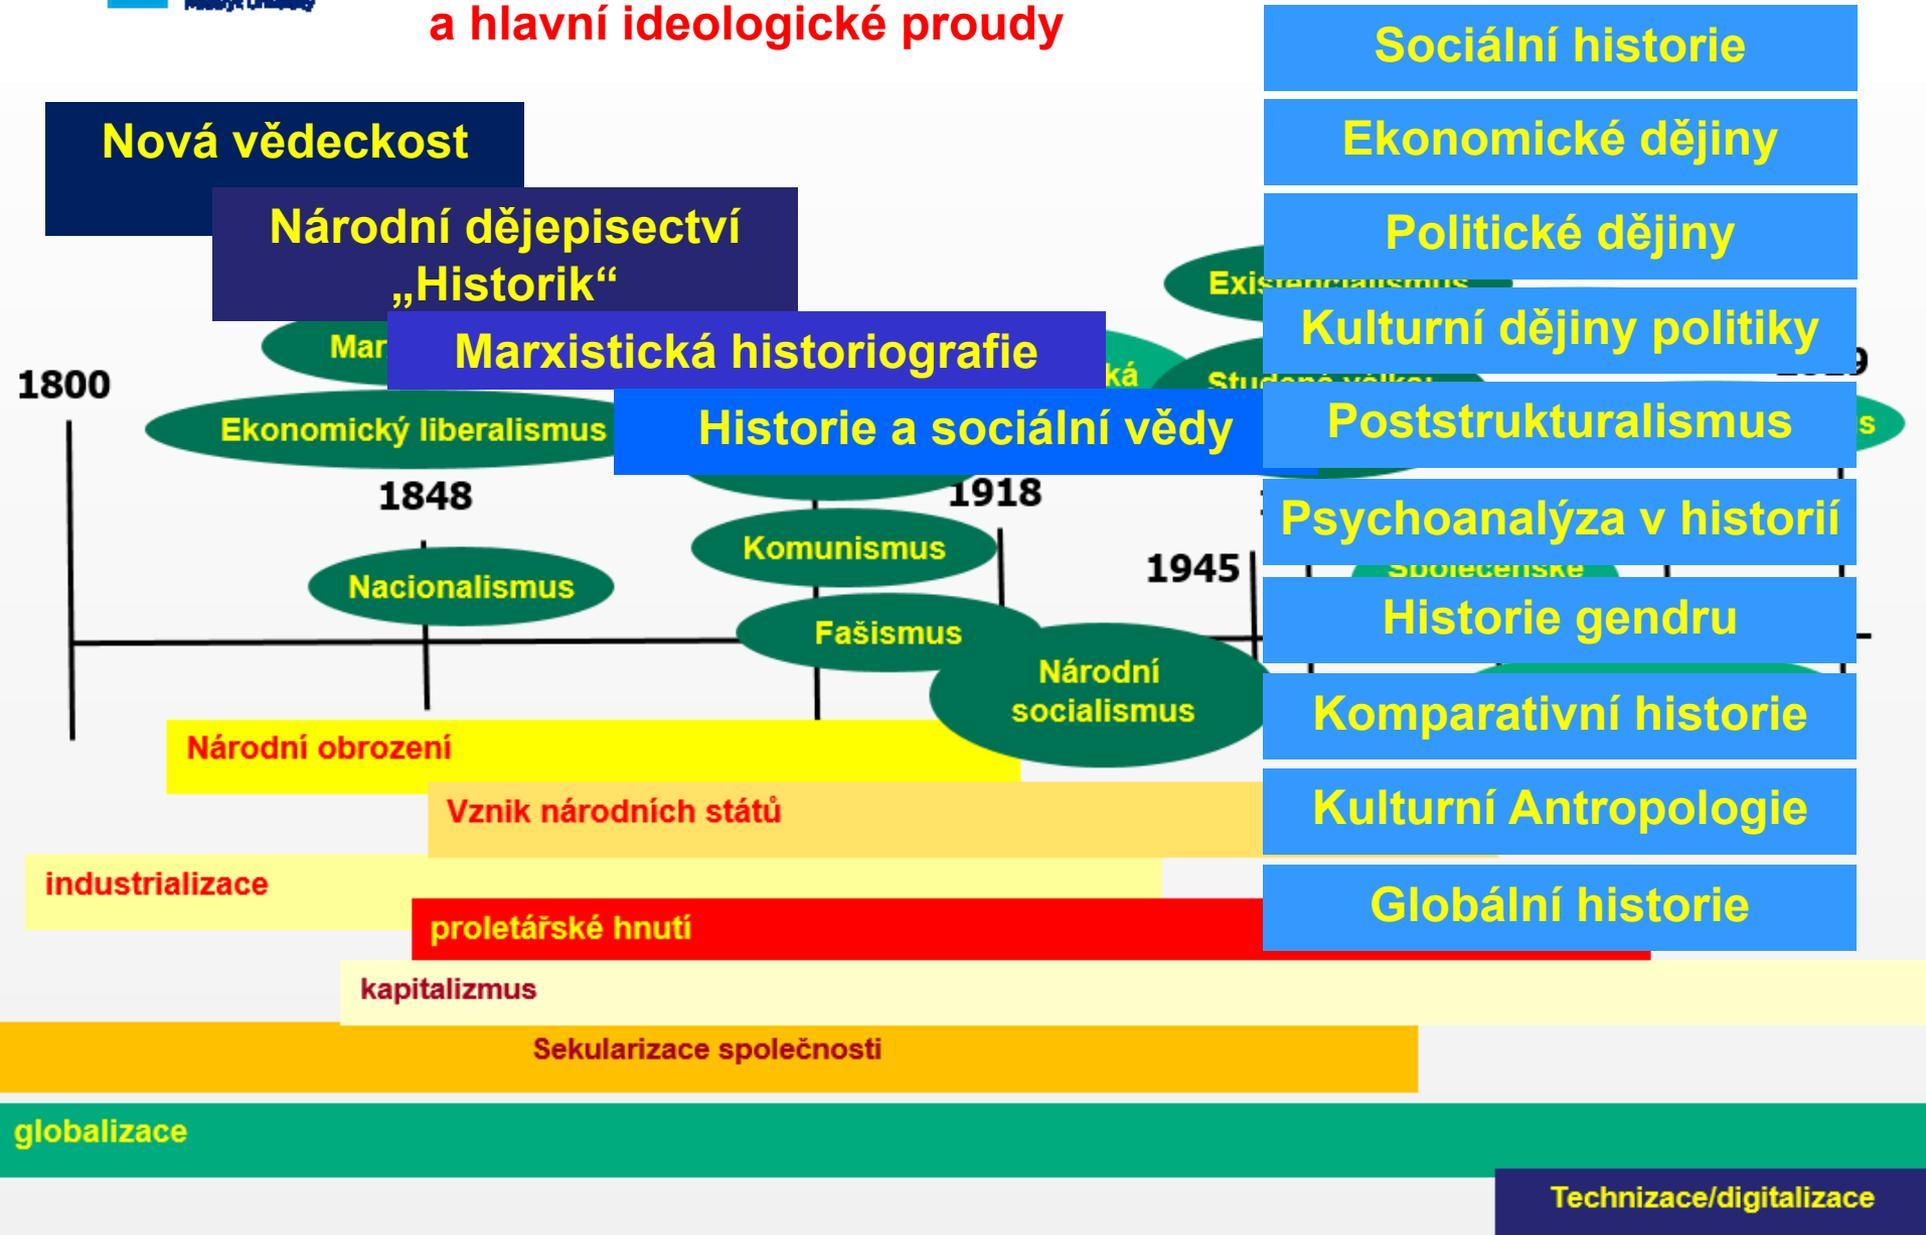 a hlavní ideologické proudy
Sociální historie
Nová vědeckost
Ekonomické dějiny
Národní dějepisectví
„Historik“
Politické dějiny
Existencialismus
Kulturní dějiny politiky
Marxistická historiografie
1800
Ekonomický liberalismus
Historie a sociální vědy
Poststrukturalismus
1848
1918
Psychoanalýza v historií
Komunismus
1945
Nacionalismus
Historie gendru
Fašismus
Národní
socialismus
Komparativní historie
Národní obrození
Vznik národních států
Kulturní Antropologie
industrializace
Globální historie
proletářské hnutí
kapitalizmus
Sekularizace společnosti
globalizace
Technizace/digitalizace